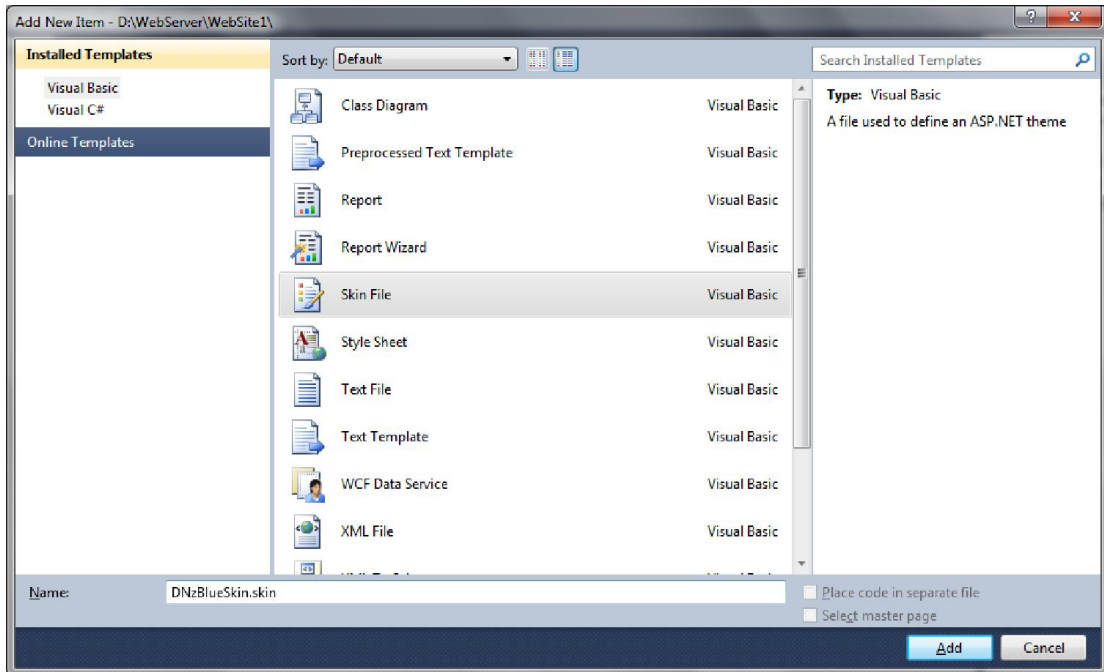 Add New Item - D:\WebServer\WebSite1\
Installed Templates
Visual Basic
Visual C#
Online Templates
Sort by: Default
Search Installed Templates
Class Diagram Visual Basic
Preprocessed Text Template Visual Basic
Report Visual Basic
Report Wizard Visual Basic
Skin File Visual Basic
Style Sheet Visual Basic
Text File Visual Basic
Text Template Visual Basic
WCF Data Service Visual Basic
XML File Visual Basic
Type: Visual Basic
A file used to define an ASP.NET theme
Name: DNzBlueSkin.skin
Place code in separate file
Select master page
Add
Cancel